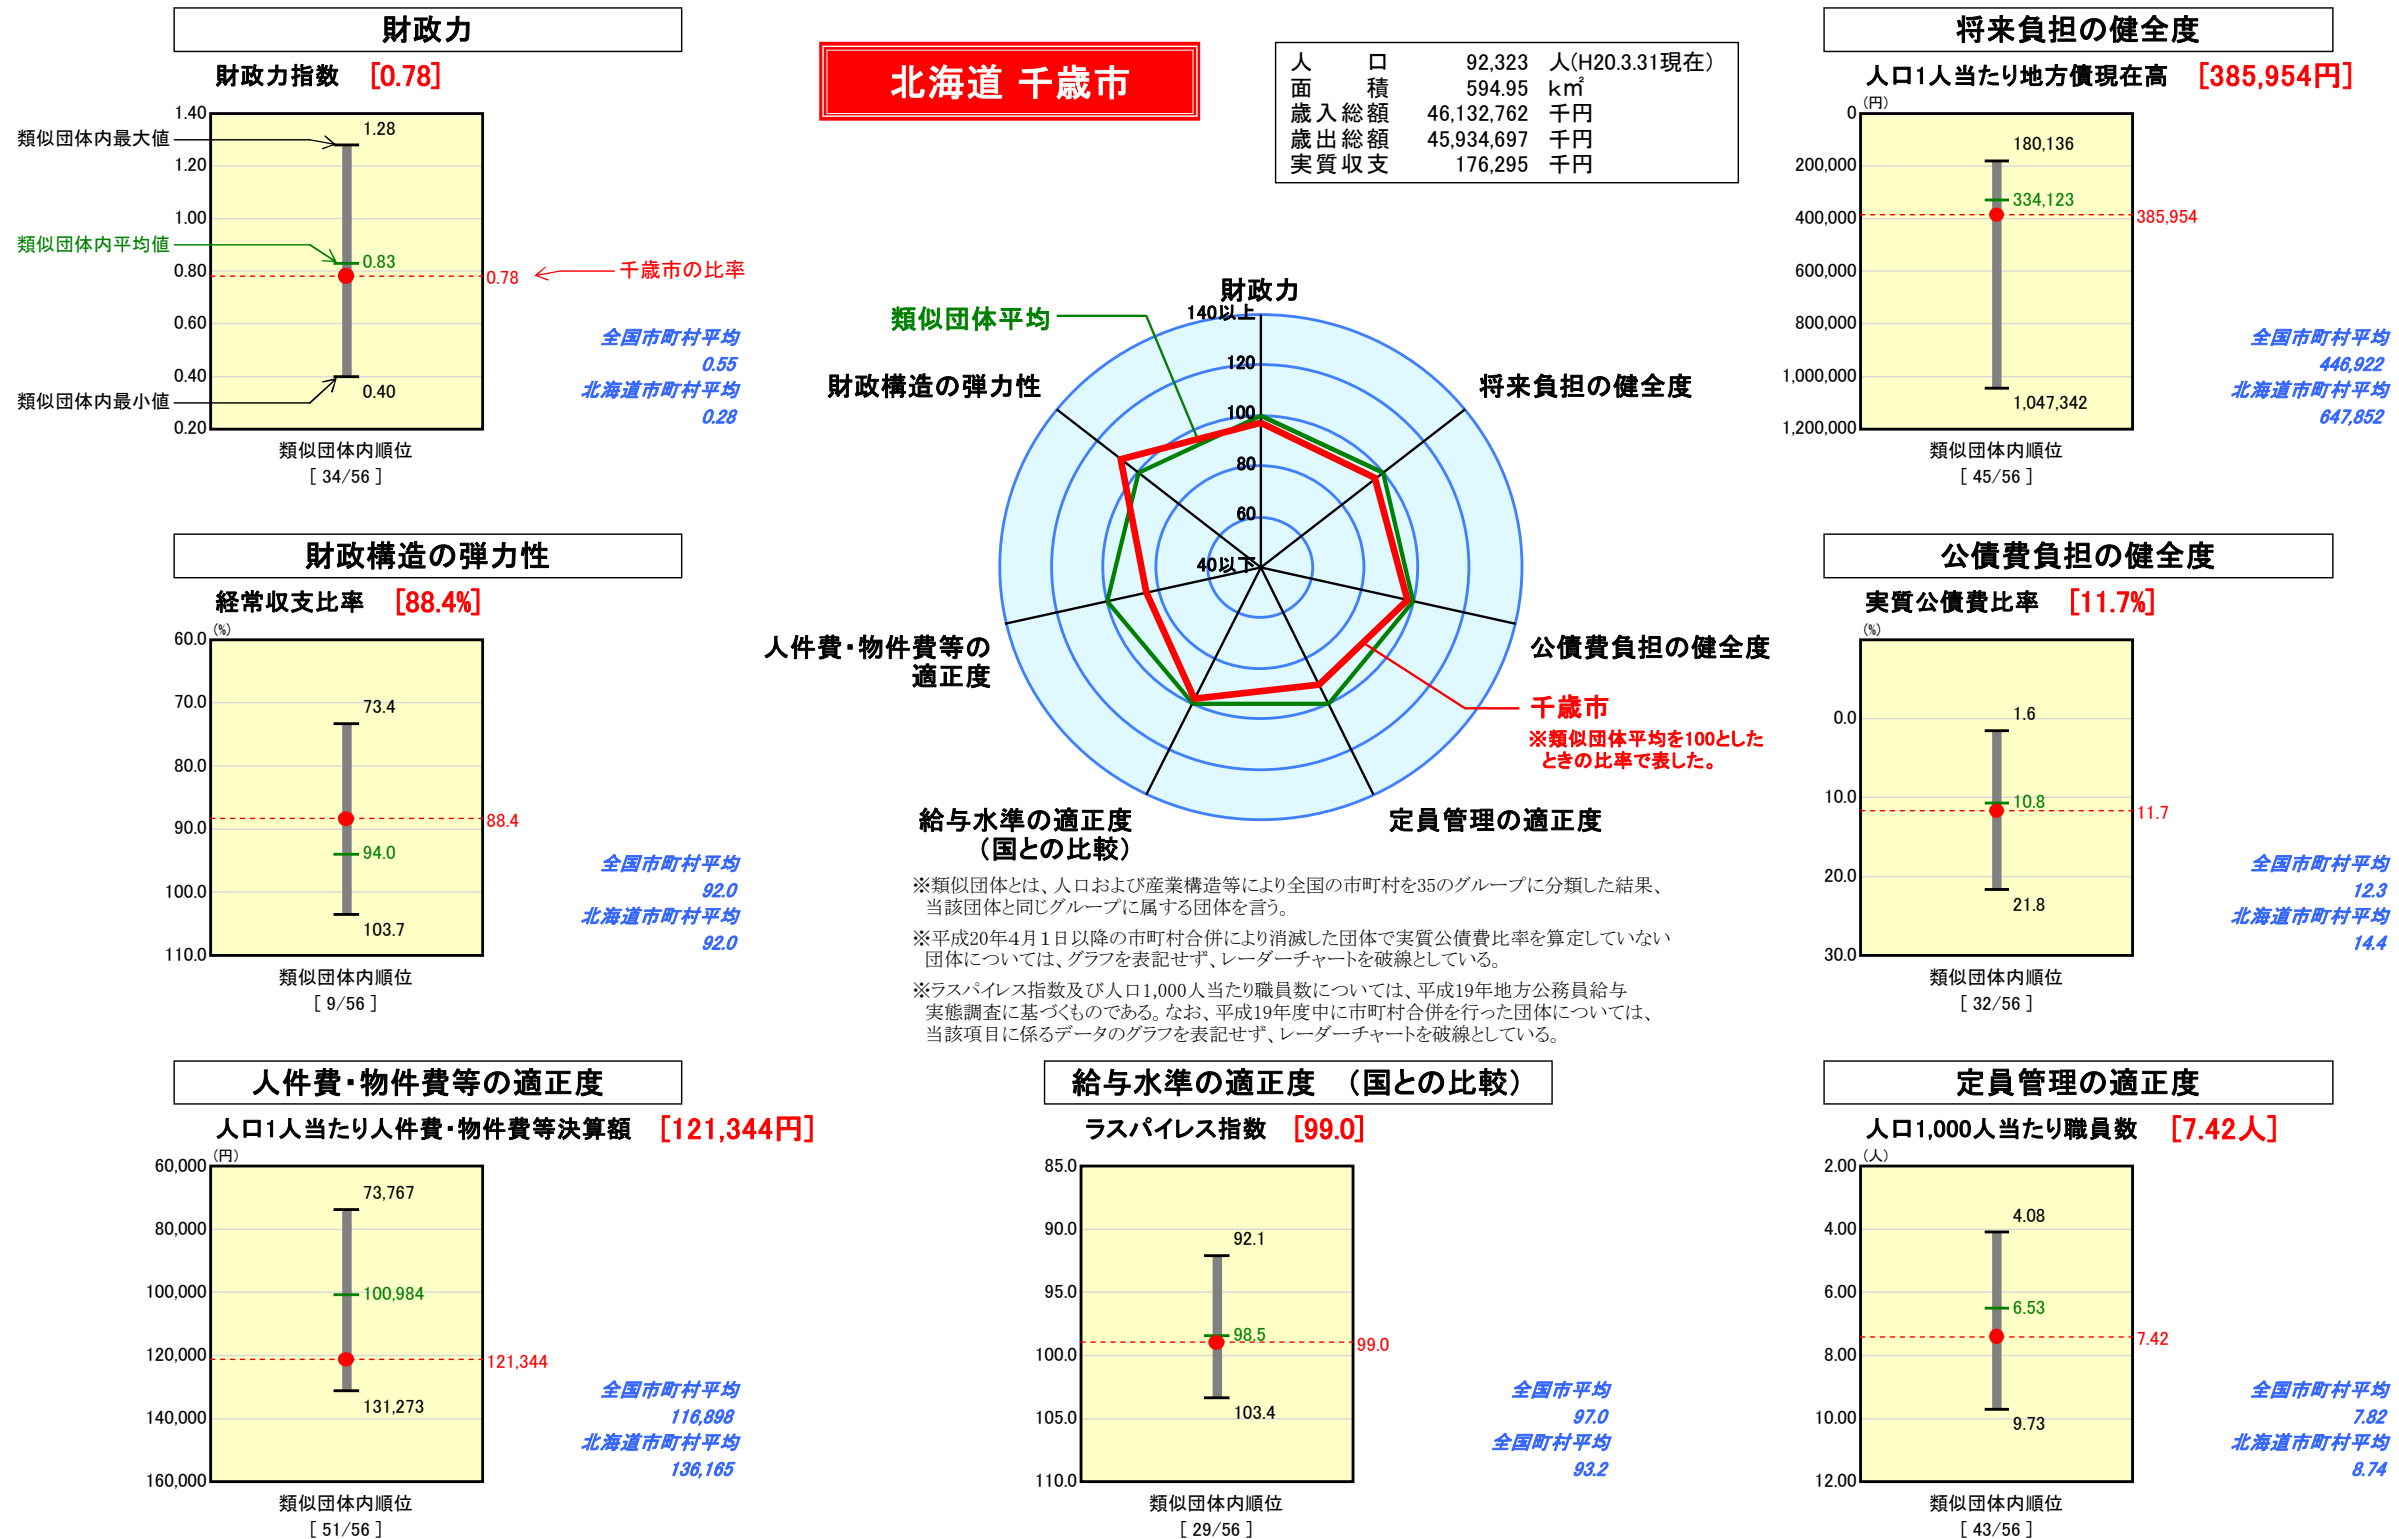 財政力
財政力指数 [0.78]
1.40
1.20
1.00
0.80
0.60
0.40
0.20
類似団体内最大値
類似団体内平均値
類似団体内最小値
1.28
0.83
0.40
0.78
千歳市の比率
全国市町村平均
0.55
北海道市町村平均
0.28
類似団体内順位
[ 34/56 ]
北海道 千歳市
人口 92,323 人(H20.3.31現在)
面積 594.95 k㎡
歳入総額 46,132,762 千円
歳出総額 45,934,697 千円
実質収支 176,295 千円
将来負担の健全度
人口1人当たり地方債現在高 [385,954円]
(円)
0
200,000
400,000
600,000
800,000
1,000,000
1,200,000
180,136
334,123
385,954
1,047,342
全国市町村平均
446,922
北海道市町村平均
647,852
類似団体内順位
[ 45/56 ]
財政力
140以上
120
100
80
60
40以下
類似団体平均
財政構造の弾力性
将来負担の健全度
人件費・物件費等の
適正度
公債費負担の健全度
千歳市
※類似団体平均を100とした
ときの比率で表した。
給与水準の適正度
(国との比較)
定員管理の適正度
財政構造の弾力性
経常収支比率 [88.4%]
(%)
60.0
70.0
80.0
90.0
100.0
110.0
73.4
88.4
94.0
103.7
全国市町村平均
92.0
北海道市町村平均
92.0
類似団体内順位
[ 9/56 ]
※類似団体とは、人口および産業構造等により全国の市町村を35のグループに分類した結果、
当該団体と同じグループに属する団体を言う。
※平成20年4月1日以降の市町村合併により消滅した団体で実質公債費比率を算定していない
団体については、グラフを表記せず、レーダーチャートを破線としている。
※ラスパイレス指数及び人口1,000人当たり職員数については、平成19年地方公務員給与
実態調査に基づくものである。なお、平成19年度中に市町村合併を行った団体については、
当該項目に係るデータのグラフを表記せず、レーダーチャートを破線としている。
公債費負担の健全度
実質公債費比率 [11.7%]
(%)
0.0
10.0
20.0
30.0
1.6
10.8
11.7
21.8
全国市町村平均
12.3
北海道市町村平均
14.4
類似団体内順位
[ 32/56 ]
人件費・物件費等の適正度
人口1人当たり人件費・物件費等決算額 [121,344円]
(円)
60,000
80,000
100,000
120,000
140,000
160,000
73,767
100,984
121,344
131,273
全国市町村平均
116,898
北海道市町村平均
136,165
類似団体内順位
[ 51/56 ]
給与水準の適正度 (国との比較)
ラスパイレス指数 [99.0]
85.0
90.0
95.0
100.0
105.0
110.0
92.1
98.5
99.0
103.4
全国市平均
97.0
全国町村平均
93.2
類似団体内順位
[ 29/56 ]
定員管理の適正度
人口1,000人当たり職員数 [7.42人]
(人)
2.00
4.00
6.00
8.00
10.00
12.00
4.08
6.53
7.42
9.73
全国市町村平均
7.82
北海道市町村平均
8.74
類似団体内順位
[ 43/56 ]